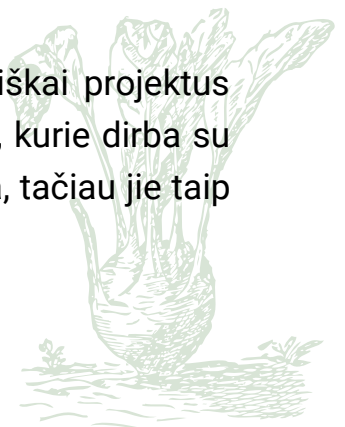 iškai projektus
kurie dirba su
, tačiau jie taip